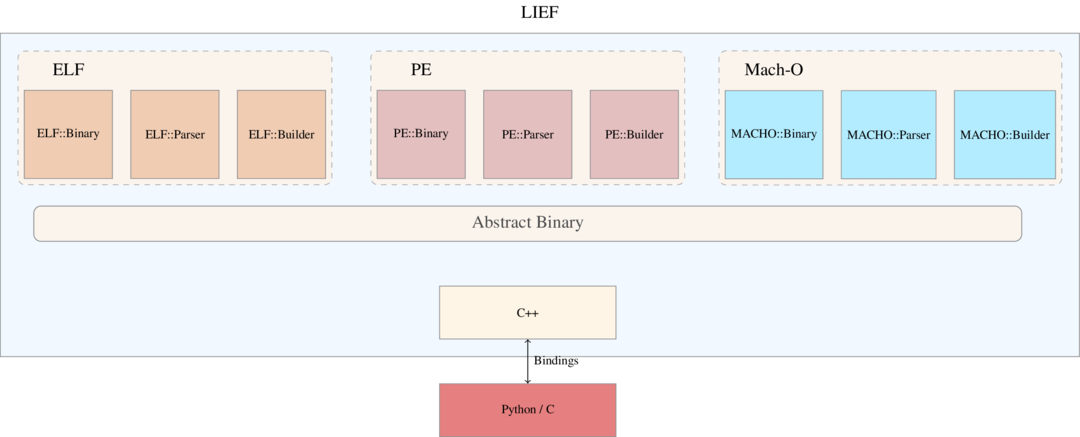 LIEF
ELF
PE
Mach-O
ELF::Binary
ELF::Parser
ELF::Builder
PE::Binary
PE::Parser
PE::Builder
MACHO::Binary
MACHO::Parser
MACHO::Builder
Abstract Binary
C++
Bindings
Python / C